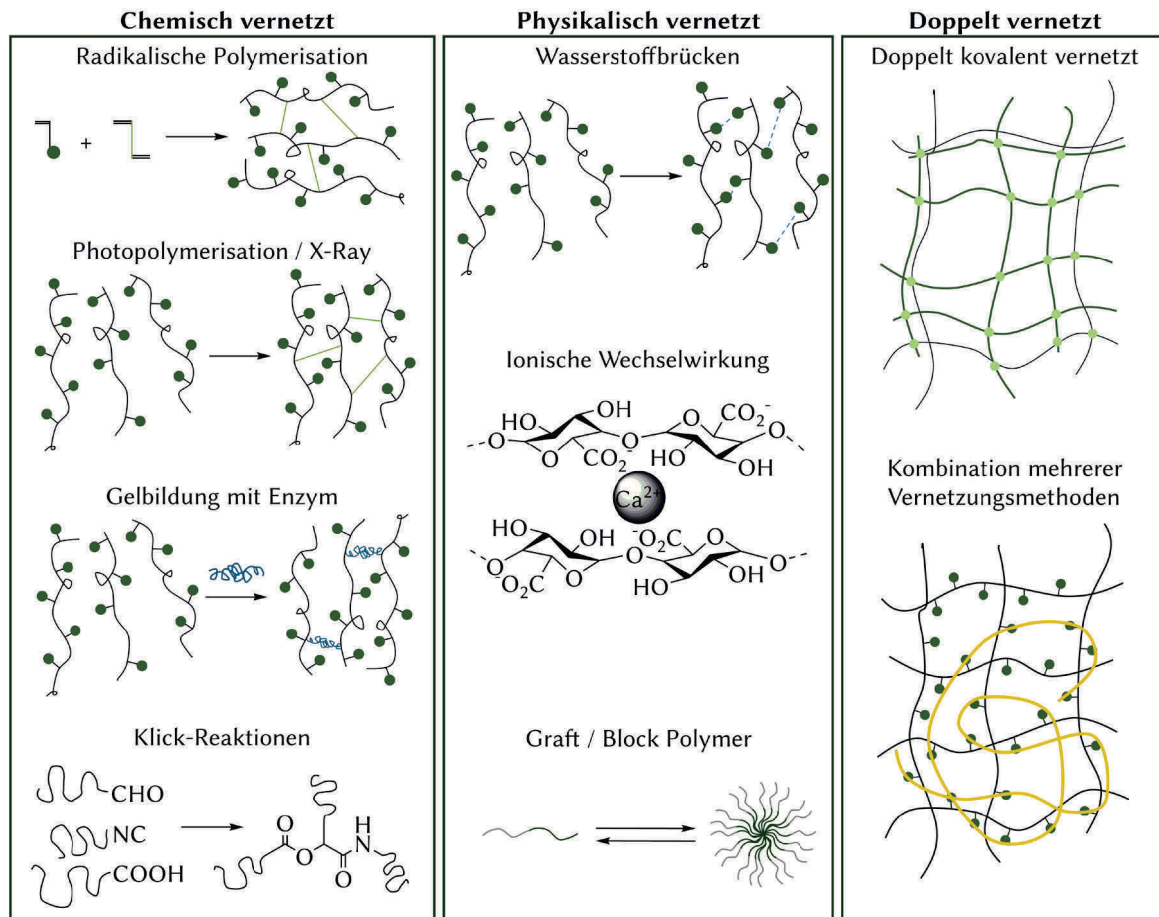 Chemisch vernetzt
Radikalische Polymerisation
+
Photopolymerisation / X-Ray
Gelbildung mit Enzym
Klick-Reaktionen
CHO
NC
COOH
O
O
H
N
O
Physikalisch vernetzt
Wasserstoffbrücken
Ionische Wechselwirkung
HO
OH
O
O
CO₂⁻
O
O
CO₂⁻
O
HO
OH
Ca²⁺
HO
OH
O
⁻O₂C
O
O
⁻O₂C
O
HO
OH
O
Graft / Block Polymer
Doppelt vernetzt
Doppelt kovalent vernetzt
Kombination mehrerer
Vernetzungsmethoden